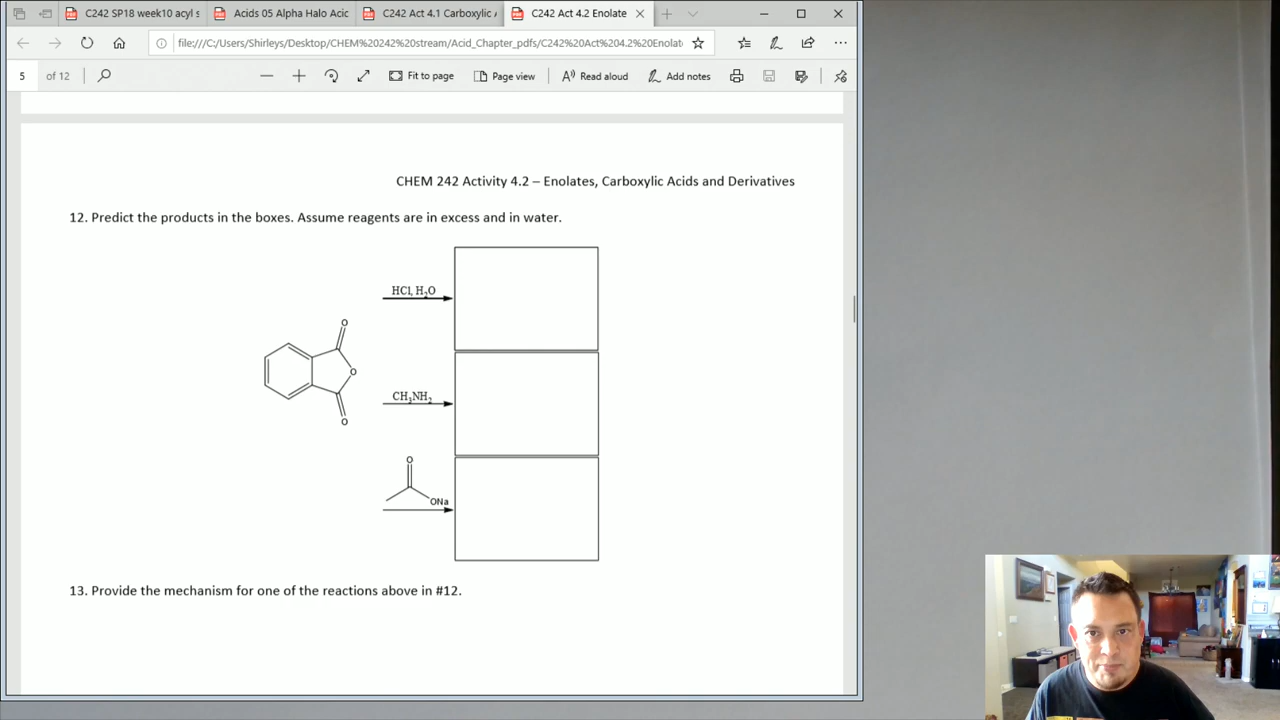 C242 SP18 week10 acyl s
Acids 05 Alpha Halo Acic
C242 Act 4.1 Carboxylic
C242 Act 4.2 Enolate
file:///C:/Users/Shirleys/Desktop/CHEM%20242%20stream/Acid_Chapter_pdfs/C242%20Act%204.2%20Enolat
5 of 12
Fit to page
Page view
Read aloud
Add notes
CHEM 242 Activity 4.2 – Enolates, Carboxylic Acids and Derivatives
12. Predict the products in the boxes. Assume reagents are in excess and in water.
HCl, H₂O
O
O
O
CH₃NH₂
O
ONa
13. Provide the mechanism for one of the reactions above in #12.